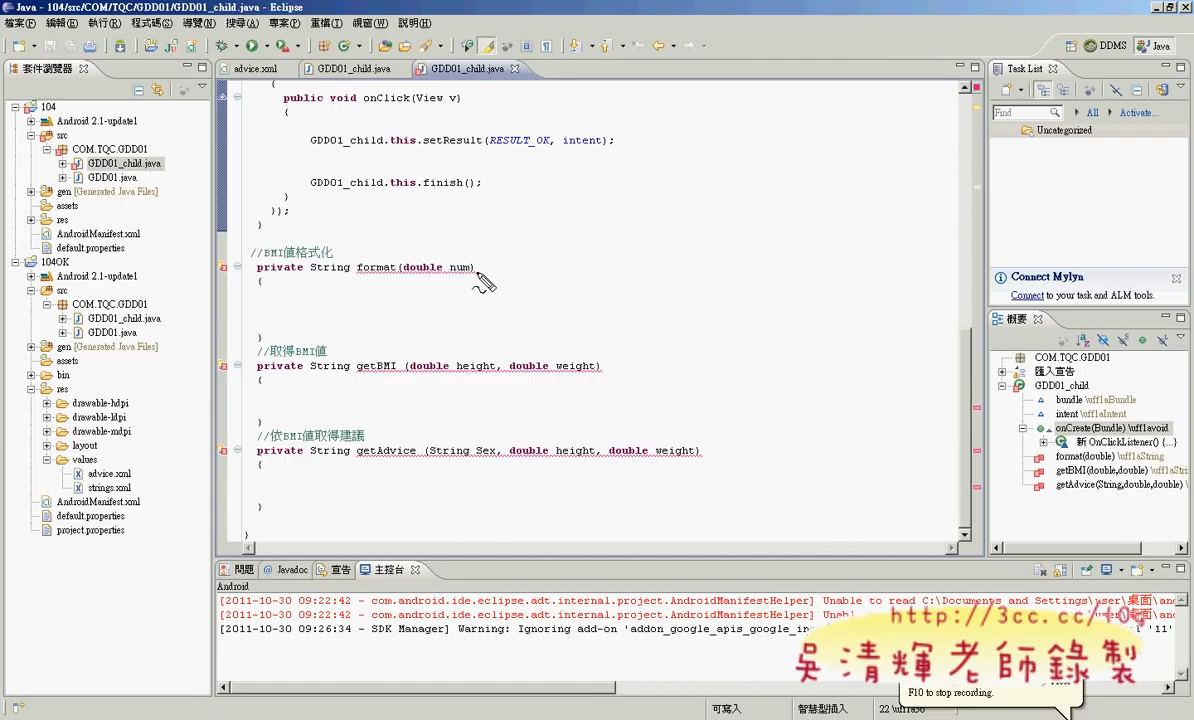 Java - 104/src/COM/TQC/GDD01/GDD01_child.java - Eclipse
檔案(F) 編輯(E) 執行(R) 程式碼(S) 導覽(N) 搜尋(A) 專案(P) 重構(T) 視窗(W) 說明(H)
DDMS Java
套件瀏覽器
104
Android 2.1-update1
src
COM.TQC.GDD01
GDD01_child.java
GDD01.java
gen [Generated Java Files]
assets
res
AndroidManifest.xml
default.properties
104OK
Android 2.1-update1
src
COM.TQC.GDD01
GDD01_child.java
GDD01.java
gen [Generated Java Files]
assets
bin
res
drawable-hdpi
drawable-ldpi
drawable-mdpi
layout
values
advice.xml
strings.xml
AndroidManifest.xml
default.properties
project.properties
advice.xml GDD01_child.java GDD01_child.java
{
public void onClick(View v)
{
GDD01_child.this.setResult(RESULT_OK, intent);
GDD01_child.this.finish();
}
});
}
//BMI值格式化
private String format(double num)
{
}
//取得BMI值
private String getBMI (double height, double weight)
{
}
//依BMI值取得建議
private String getAdvice (String Sex, double height, double weight)
{
}
}
Task List
Find All Activate...
Uncategorized
Connect Mylyn
Connect to your task and ALM tools.
概要
COM.TQC.GDD01
匯入宣告
GDD01_child
bundle \uff1aBundle
intent \uff1aIntent
onCreate(Bundle) \uff1avoid
新 OnClickListener() {...}
format(double) \uff1aString
getBMI(double,double) \uff1aStri
getAdvice(String,double,double) \
問題 Javadoc 宣告 主控台
Android
[2011-10-30 09:22:42 - com.android.ide.eclipse.adt.internal.project.AndroidManifestHelper] Unable to read C:\Documents and Settings\user\桌面\and
[2011-10-30 09:22:42 - com.android.ide.eclipse.adt.internal.project.AndroidManifestHelper]
[2011-10-30 09:26:34 - SDK Manager] Warning: Ignoring add-on 'addon_google_apis_google_in
http://3cc.cc/10g
吳清輝老師錄製
F10 to stop recording.
可寫入 智慧型插入